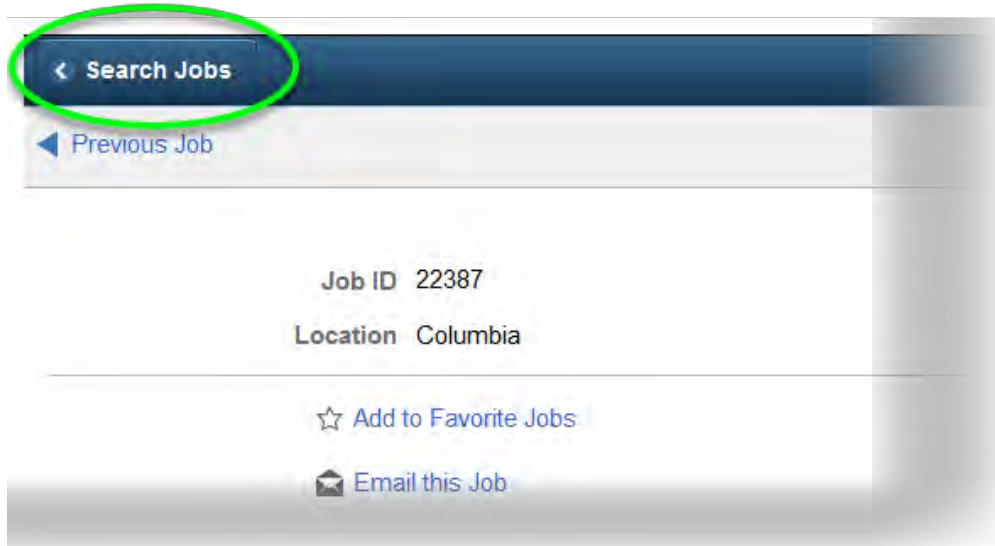 Search Jobs
Previous Job
Job ID 22387
Location Columbia
Add to Favorite Jobs
Email this Job